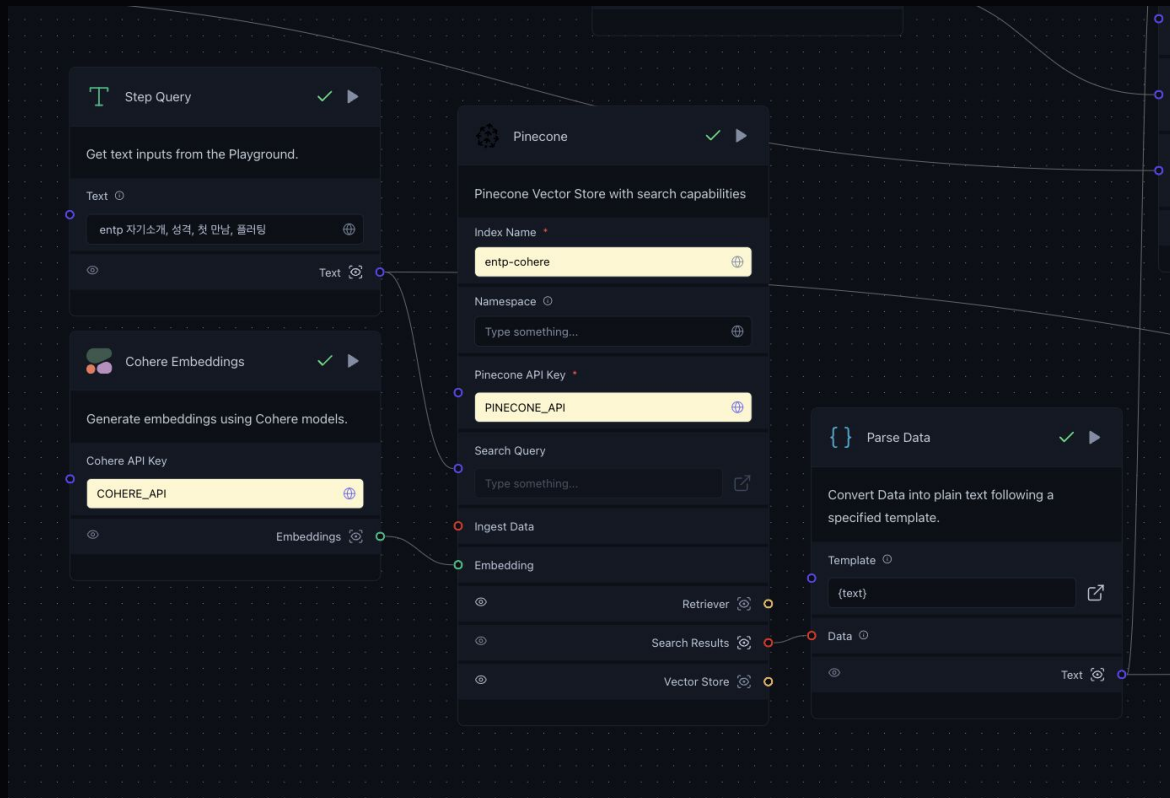 Step Query
Get text inputs from the Playground.
Text
entp 자기소개, 성격, 첫 만남, 플러팅
Text
Cohere Embeddings
Generate embeddings using Cohere models.
Cohere API Key
COHERE_API
Embeddings
Pinecone
Pinecone Vector Store with search capabilities
Index Name *
entp-cohere
Namespace
Type something...
Pinecone API Key *
PINECONE_API
Search Query
Type something...
Ingest Data
Embedding
Retriever
Search Results
Vector Store
Parse Data
Convert Data into plain text following a
specified template.
Template
{text}
Data
Text